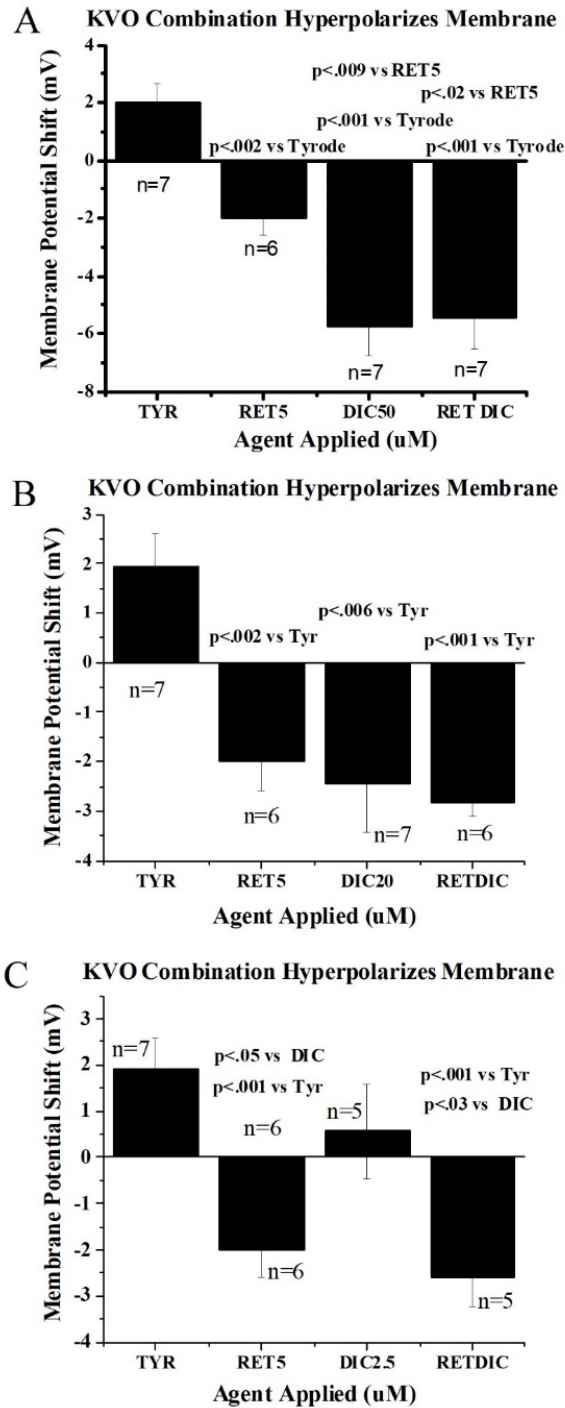 A
KVO Combination Hyperpolarizes Membrane
Membrane Potential Shift (mV)
4
2
0
-2
-4
-6
-8
p<.009 vs RET5
p<.02 vs RET5
p<.001 vs Tyrode
p<.002 vs Tyrode
p<.001 vs Tyrode
n=7
n=6
n=7
n=7
TYR RET5 DIC50 RET DIC
Agent Applied (uM)
B
KVO Combination Hyperpolarizes Membrane
Membrane Potential Shift (mV)
3
2
1
0
-1
-2
-3
-4
p<.006 vs Tyr
p<.002 vs Tyr
p<.001 vs Tyr
n=7
n=6
n=7
n=6
TYR RET5 DIC20 RETDIC
Agent Applied (uM)
C
KVO Combination Hyperpolarizes Membrane
Membrane Potential Shift (mV)
3
2
1
0
-1
-2
-3
-4
n=7
p<.05 vs DIC
p<.001 vs Tyr
n=6
n=5
p<.001 vs Tyr
p<.03 vs DIC
n=6
n=5
TYR RET5 DIC2.5 RETDIC
Agent Applied (uM)